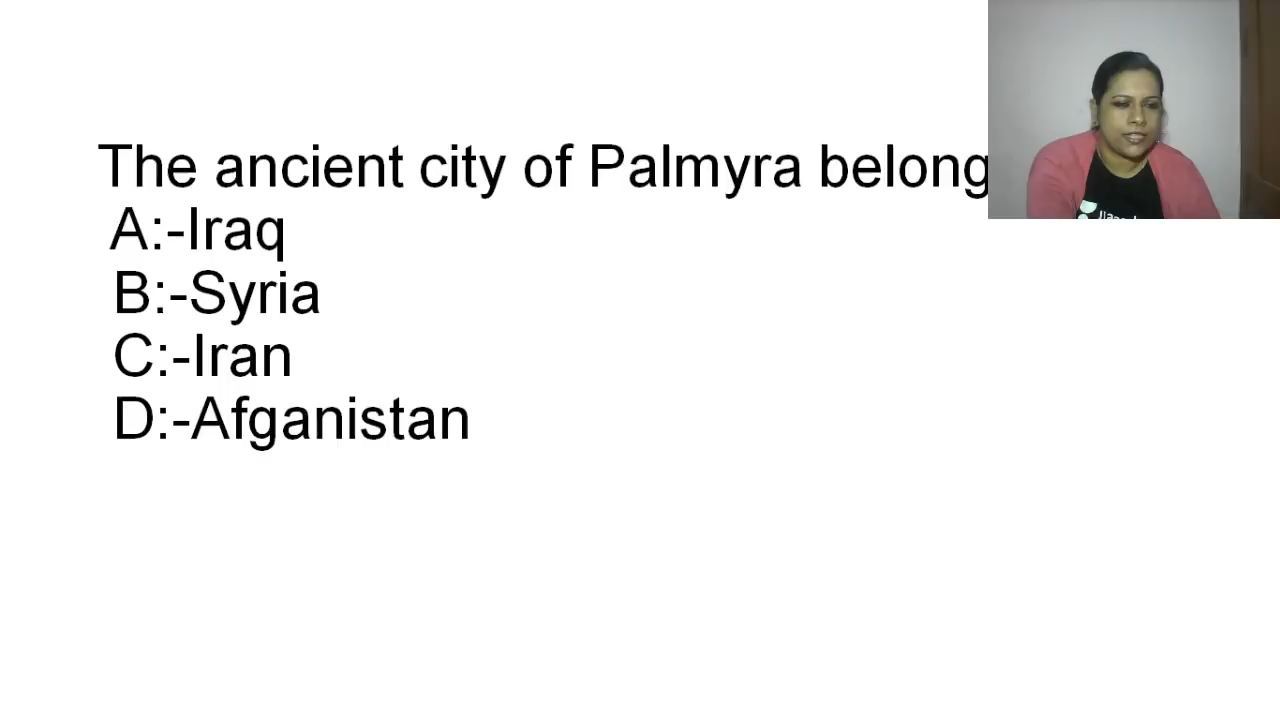 The ancient city of Palmyra belong
A:-Iraq
B:-Syria
C:-Iran
D:-Afganistan